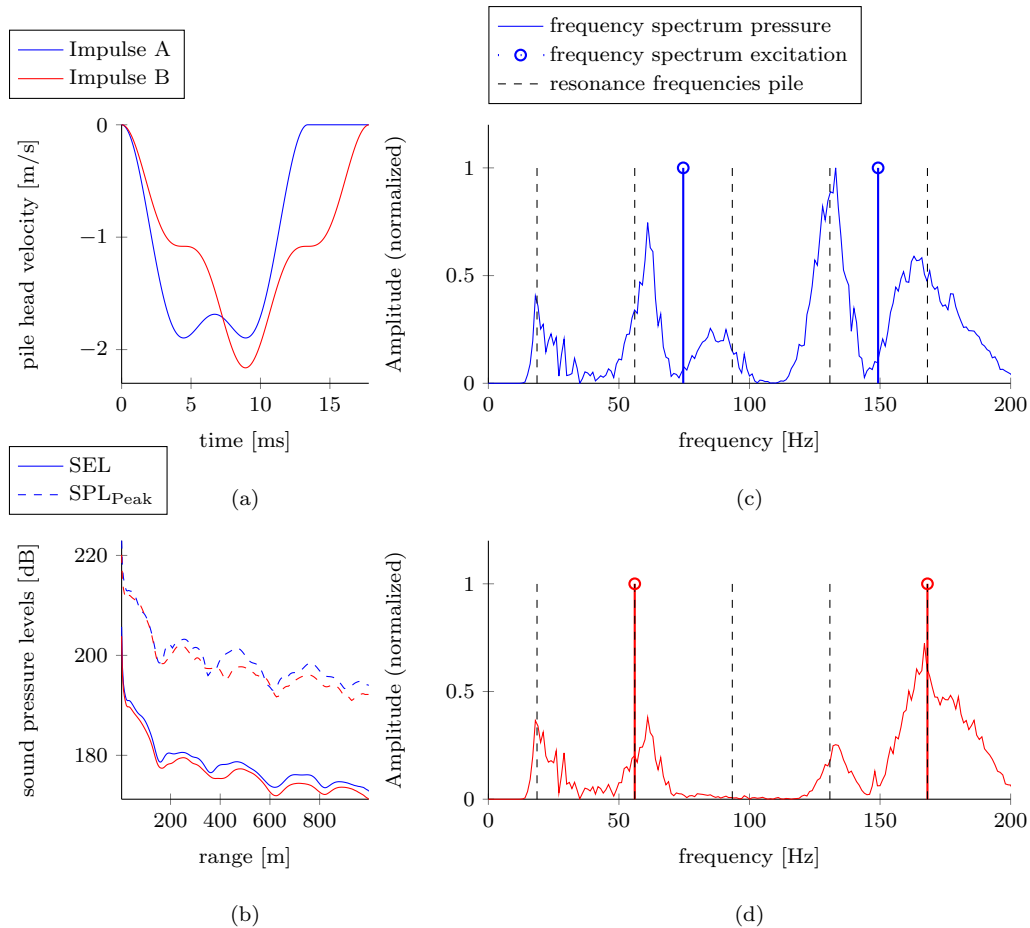 Impulse A
Impulse B
0
−1
−2
0
5
10
15
pile head velocity [m/s]
time [ms]
(a)
SEL
SPLPeak
220
200
180
200
400
600
800
sound pressure levels [dB]
range [m]
(b)
frequency spectrum pressure
frequency spectrum excitation
resonance frequencies pile
1
0.5
0
0
50
100
150
200
Amplitude (normalized)
frequency [Hz]
(c)
1
0.5
0
0
50
100
150
200
Amplitude (normalized)
frequency [Hz]
(d)